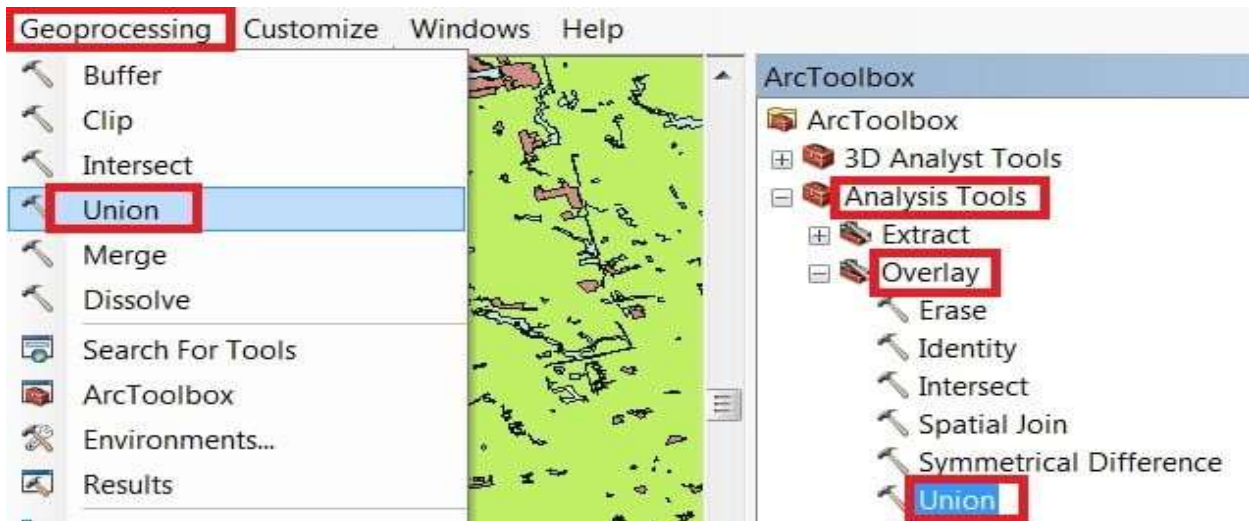 Geoprocessing Customize Windows Help
Buffer
Clip
Intersect
Union
Merge
Dissolve
Search For Tools
ArcToolbox
Environments...
Results
ArcToolbox
ArcToolbox
3D Analyst Tools
Analysis Tools
Extract
Overlay
Erase
Identity
Intersect
Spatial Join
Symmetrical Difference
Union